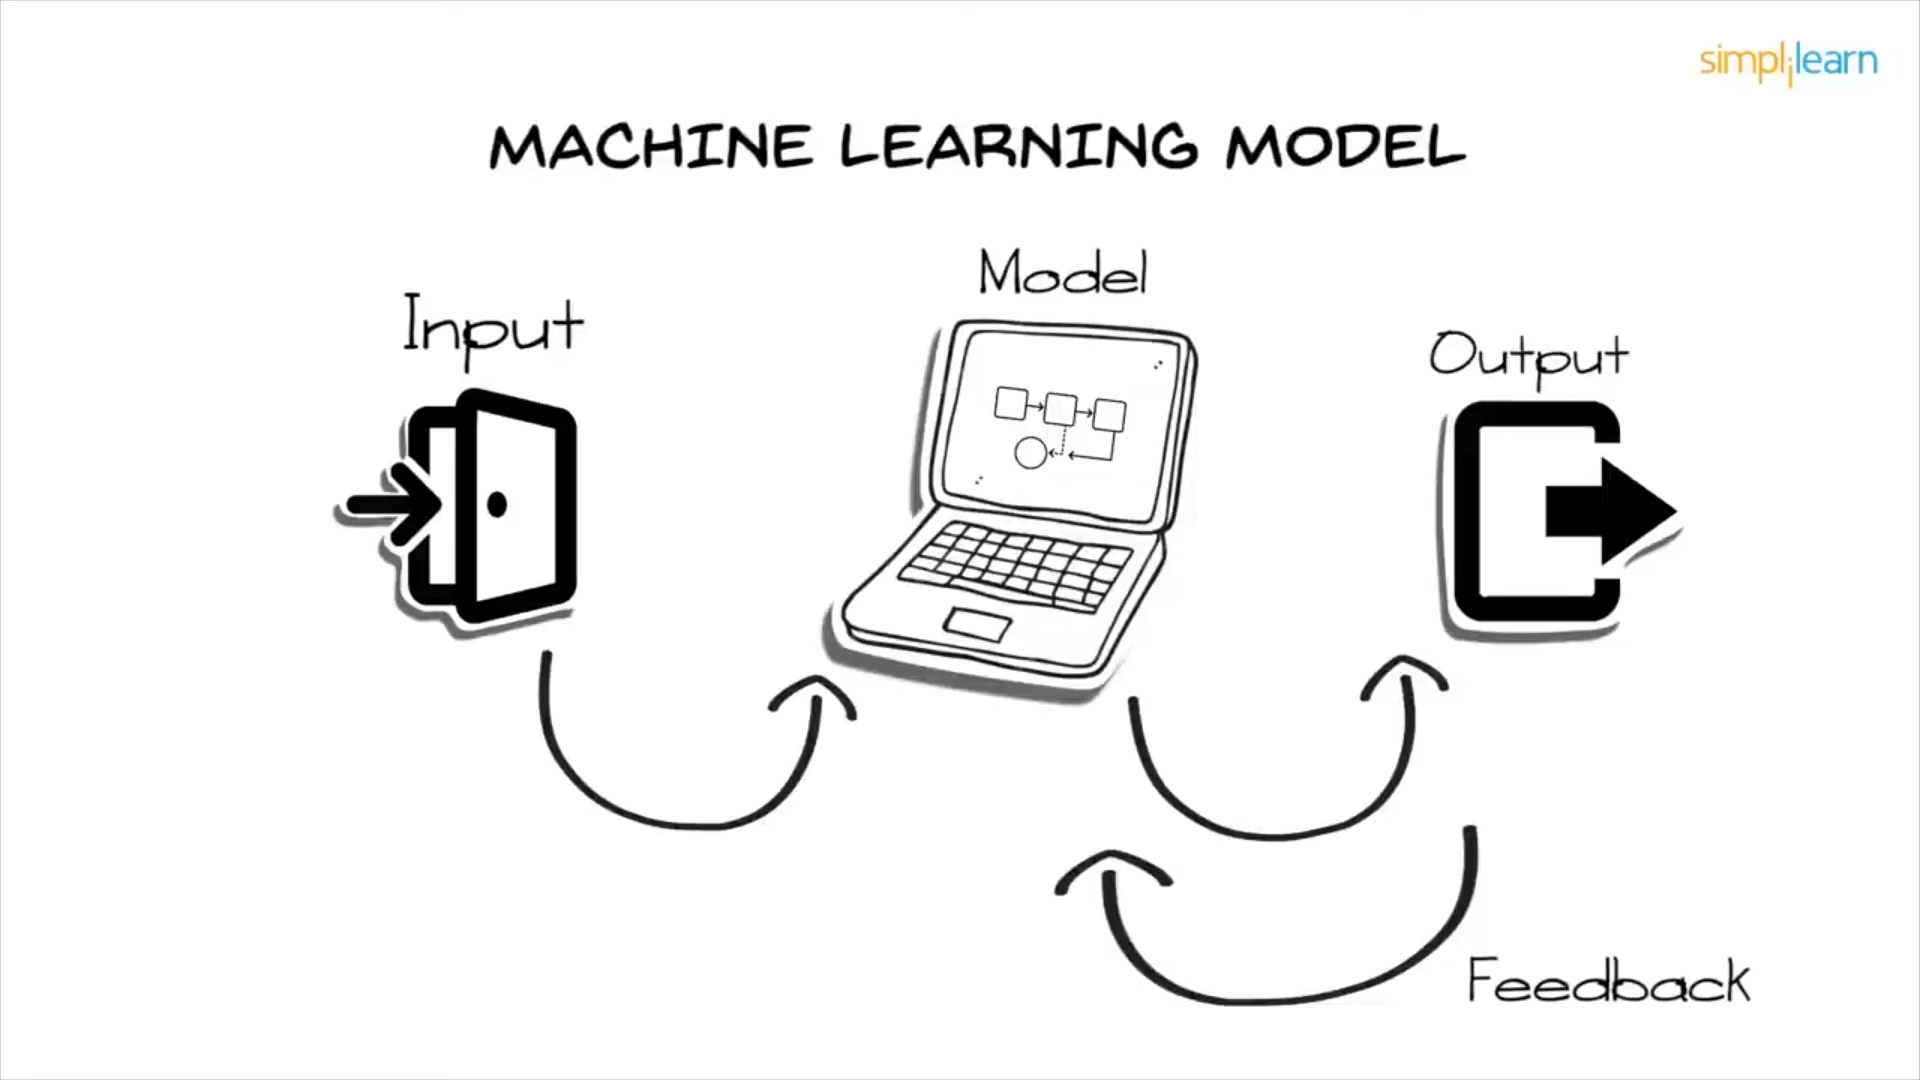 simplilearn
MACHINE LEARNING MODEL
Model
Input
Output
Feedback